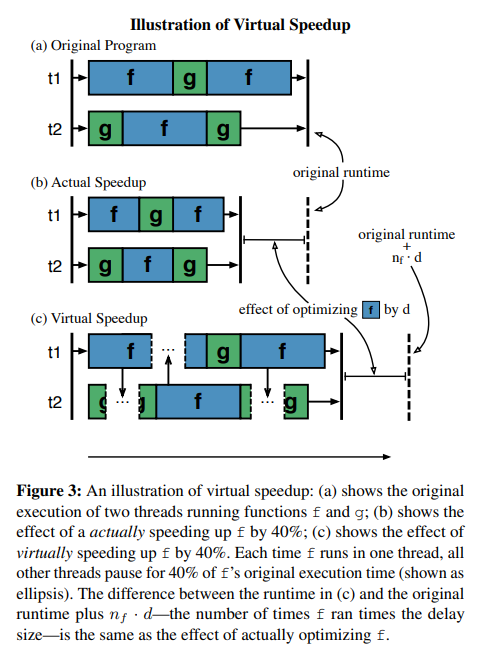 Illustration of Virtual Speedup
(a) Original Program
t1 f g f
t2 g f g
original runtime
(b) Actual Speedup
t1 f g f
t2 g f g
original runtime
+
nf · d
effect of optimizing f by d
(c) Virtual Speedup
t1 f ... g f
t2 g ... g f ... g
Figure 3: An illustration of virtual speedup: (a) shows the original
execution of two threads running functions f and g; (b) shows the
effect of a actually speeding up f by 40%; (c) shows the effect of
virtually speeding up f by 40%. Each time f runs in one thread, all
other threads pause for 40% of f's original execution time (shown as
ellipsis). The difference between the runtime in (c) and the original
runtime plus nf · d—the number of times f ran times the delay
size—is the same as the effect of actually optimizing f.